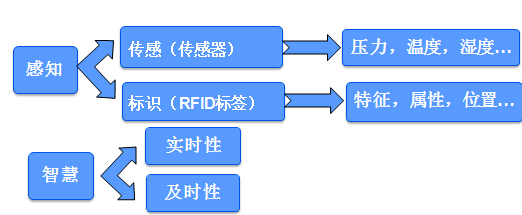 感知
传感（传感器）
压力，温度，湿度...
标识（RFID标签）
特征，属性，位置...
智慧
实时性
及时性